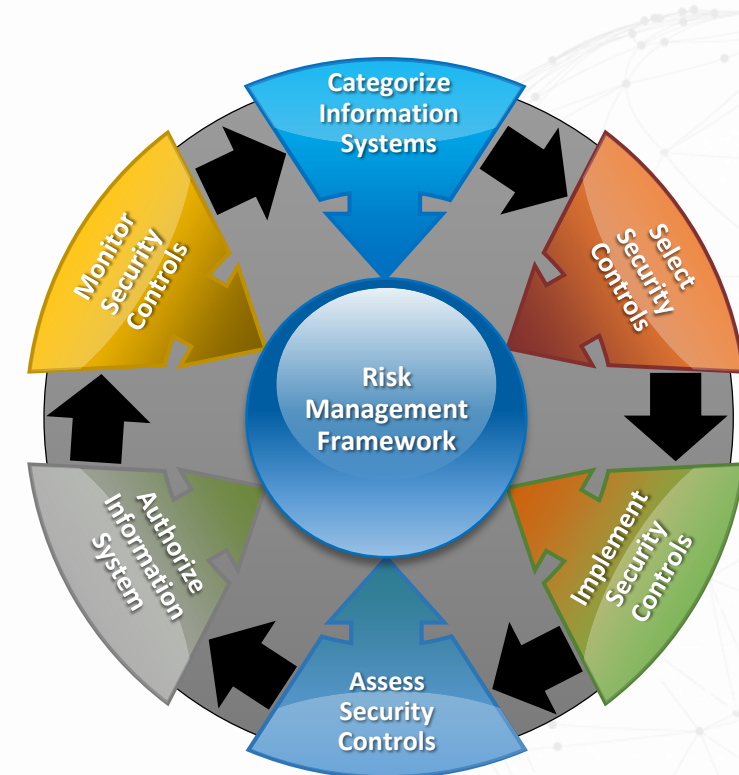 Categorize
Information
Systems
Select
Security
Controls
Implement
Security
Controls
Assess
Security
Controls
Authorize
Information
System
Monitor
Security
Controls
Risk
Management
Framework